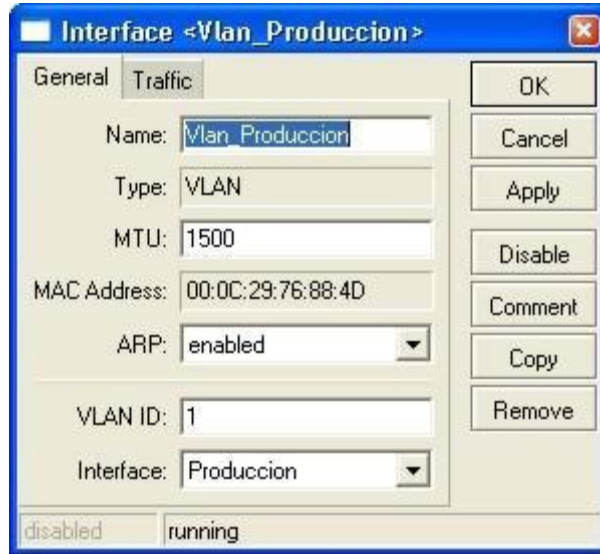 Interface <Vlan_Produccion>
General Traffic
Name: Vlan_Produccion
Type: VLAN
MTU: 1500
MAC Address: 00:0C:29:76:88:4D
ARP: enabled
VLAN ID: 1
Interface: Produccion
OK
Cancel
Apply
Disable
Comment
Copy
Remove
disabled running